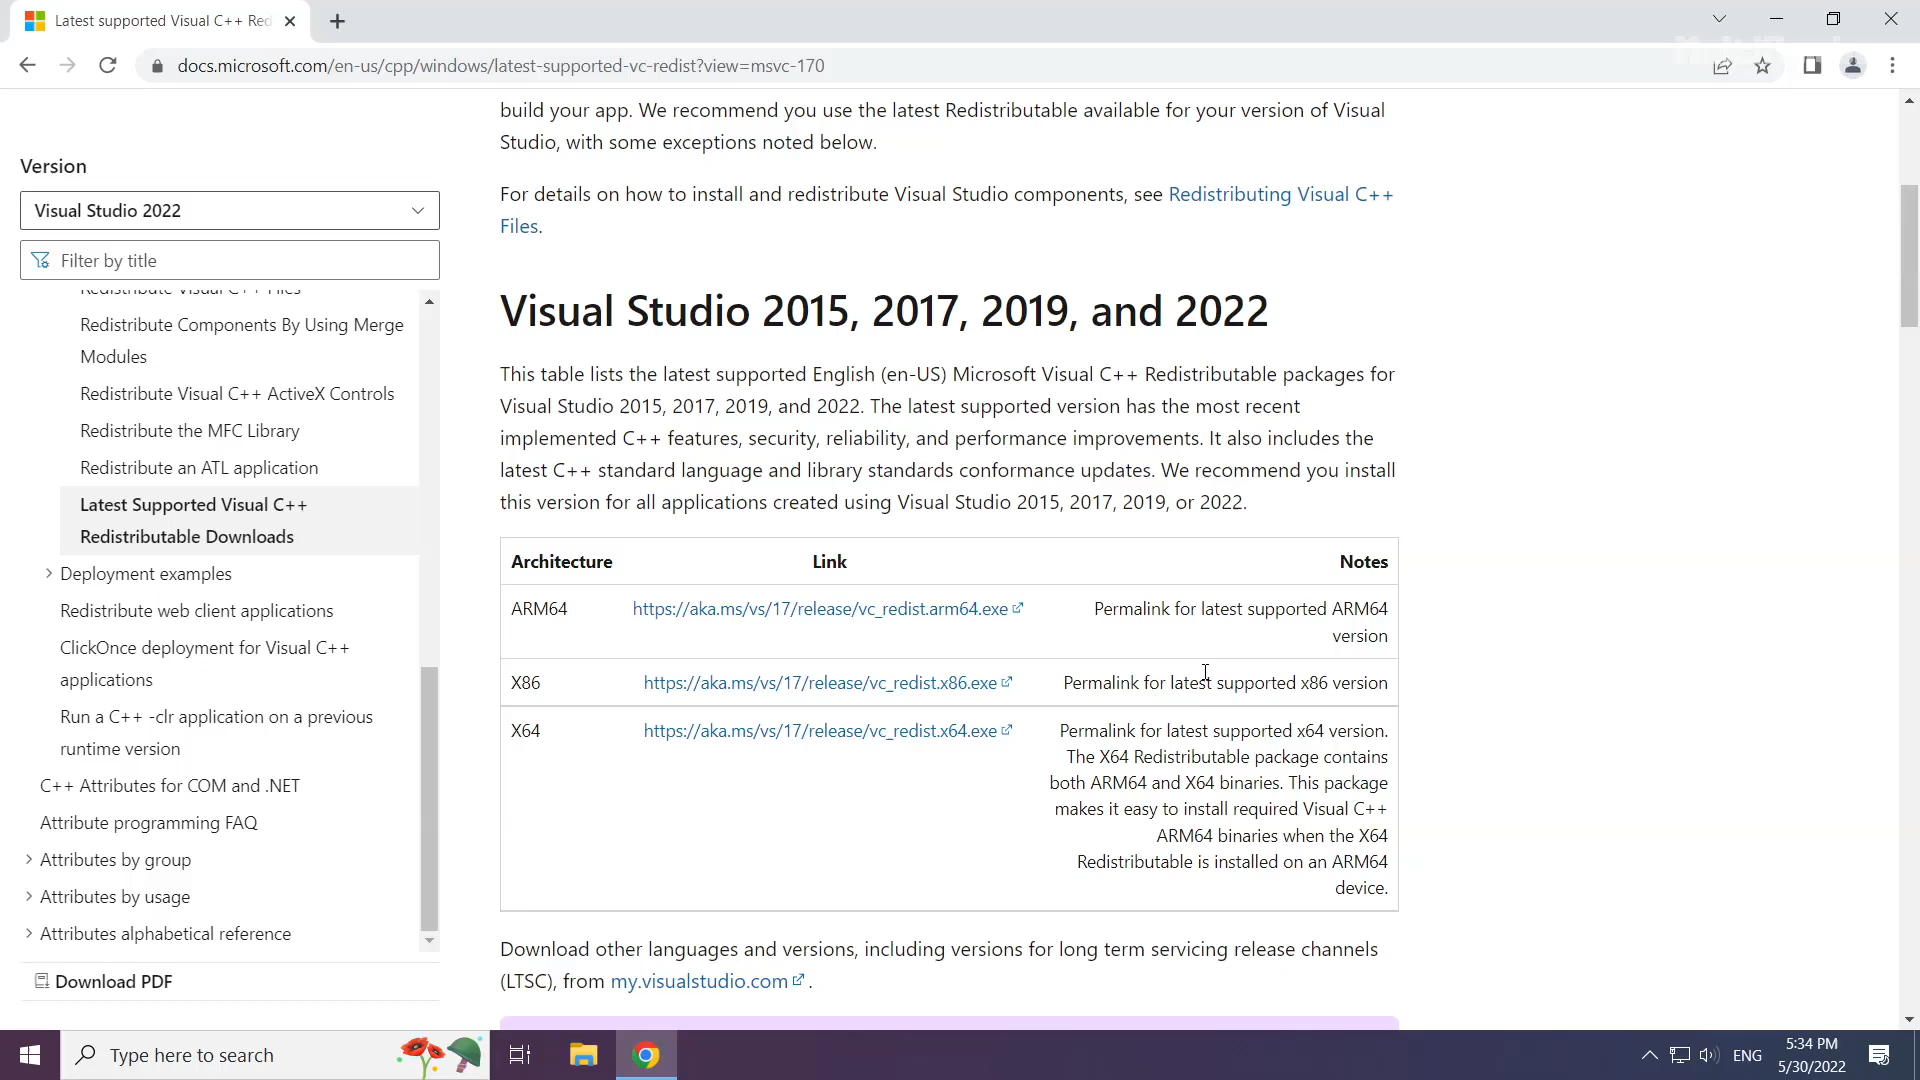 Latest supported Visual C++ Red
docs.microsoft.com/en-us/cpp/windows/latest-supported-vc-redist?view=msvc-170
Version
Visual Studio 2022
Filter by title
Redistribute Visual C++ Files
Redistribute Components By Using Merge
Modules
Redistribute Visual C++ ActiveX Controls
Redistribute the MFC Library
Redistribute an ATL application
Latest Supported Visual C++
Redistributable Downloads
Deployment examples
Redistribute web client applications
ClickOnce deployment for Visual C++
applications
Run a C++ -clr application on a previous
runtime version
C++ Attributes for COM and .NET
Attribute programming FAQ
Attributes by group
Attributes by usage
Attributes alphabetical reference
Download PDF
build your app. We recommend you use the latest Redistributable available for your version of Visual
Studio, with some exceptions noted below.
For details on how to install and redistribute Visual Studio components, see Redistributing Visual C++
Files.
Visual Studio 2015, 2017, 2019, and 2022
This table lists the latest supported English (en-US) Microsoft Visual C++ Redistributable packages for
Visual Studio 2015, 2017, 2019, and 2022. The latest supported version has the most recent
implemented C++ features, security, reliability, and performance improvements. It also includes the
latest C++ standard language and library standards conformance updates. We recommend you install
this version for all applications created using Visual Studio 2015, 2017, 2019, or 2022.
Architecture Link Notes
ARM64 https://aka.ms/vs/17/release/vc_redist.arm64.exe Permalink for latest supported ARM64
version
X86 https://aka.ms/vs/17/release/vc_redist.x86.exe Permalink for latest supported x86 version
X64 https://aka.ms/vs/17/release/vc_redist.x64.exe Permalink for latest supported x64 version.
The X64 Redistributable package contains
both ARM64 and X64 binaries. This package
makes it easy to install required Visual C++
ARM64 binaries when the X64
Redistributable is installed on an ARM64
device.
Download other languages and versions, including versions for long term servicing release channels
(LTSC), from my.visualstudio.com .
Type here to search
ENG
5:34 PM
5/30/2022